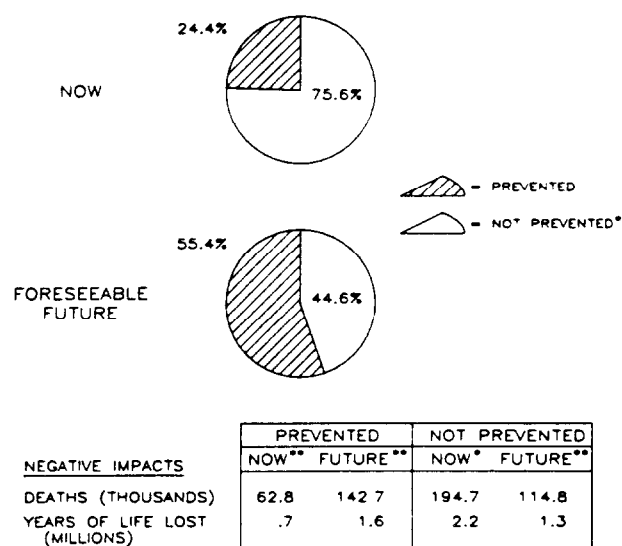 24.4%
NOW
75.6%
- PREVENTED
- NOT PREVENTED*
55.4%
44.6%
FORESEEABLE
FUTURE
PREVENTED NOT PREVENTED
NEGATIVE IMPACTS NOW** FUTURE** NOW* FUTURE**
DEATHS (THOUSANDS) 62.8 142.7 194.7 114.8
YEARS OF LIFE LOST .7 1.6 2.2 1.3
(MILLIONS)